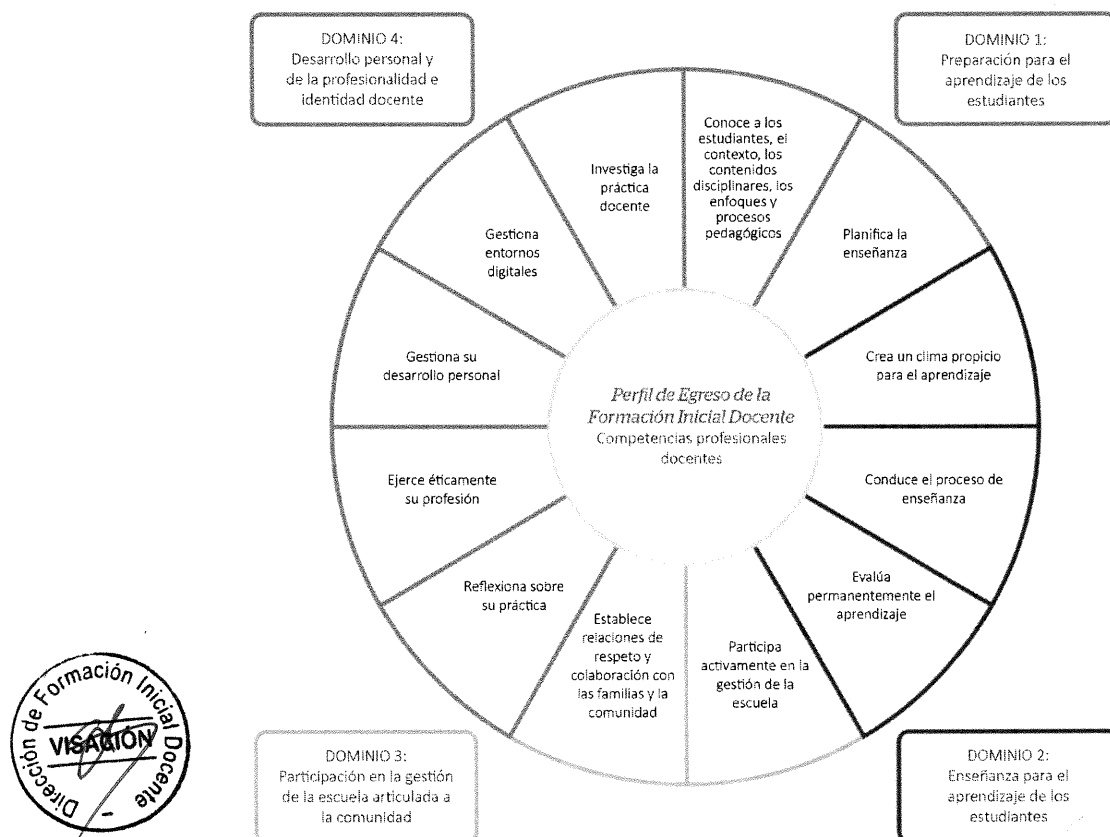 DOMINIO 4:
Desarrollo personal y
de la profesionalidad e
identidad docente
DOMINIO 1:
Preparación para el
aprendizaje de los
estudiantes
Conoce a los
estudiantes, el
contexto, los
contenidos
disciplinares, los
enfoques y
procesos
pedagógicos
Planifica la
enseñanza
Crea un clima propicio
para el aprendizaje
Conduce el proceso de
enseñanza
Evalúa
permanentemente el
aprendizaje
Participa
activamente en la
gestión de la
escuela
Establece
relaciones de
respeto y
colaboración con
las familias y la
comunidad
Reflexiona sobre
su práctica
Ejerce éticamente
su profesión
Gestiona su
desarrollo personal
Gestiona
entornos
digitales
Investiga la
práctica
docente
Perfil de Egreso de la
Formación Inicial Docente
Competencias profesionales
docentes
DOMINIO 3:
Participación en la gestión
de la escuela articulada a
la comunidad
DOMINIO 2:
Enseñanza para el
aprendizaje de los
estudiantes
Dirección de Formación Inicial Docente -
VISACIÓN